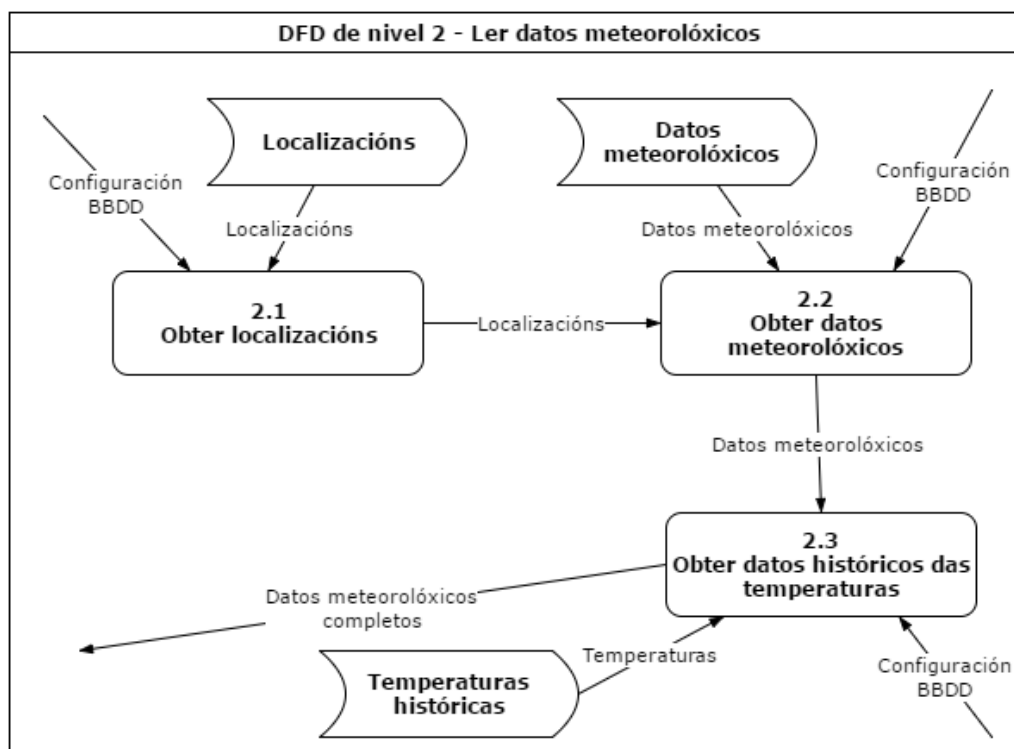 DFD de nivel 2 - Ler datos meteorolóxicos
Localizacións
Datos
meteorolóxicos
Configuración
BBDD
Configuración
BBDD
Localizacións
Datos meteorolóxicos
2.1
Obter localizacións
Localizacións
2.2
Obter datos
meteorolóxicos
Datos meteorolóxicos
2.3
Obter datos históricos das
temperaturas
Datos meteorolóxicos
completos
Temperaturas
Temperaturas
históricas
Configuración
BBDD